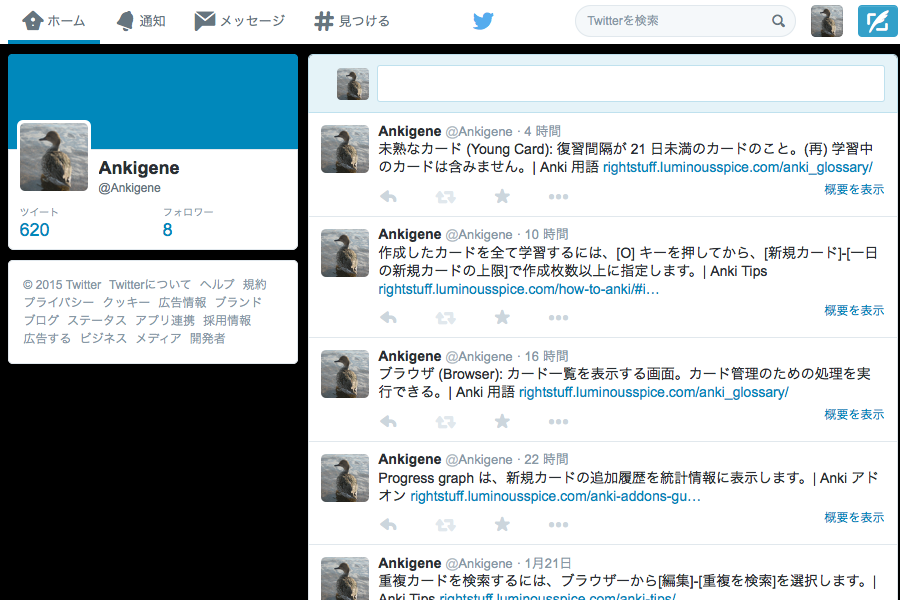 ホーム 通知 メッセージ 見つける Twitterを検索
Ankigene
@Ankigene
ツイート フォロワー
620 8
© 2015 Twitter Twitterについて ヘルプ 規約
プライバシー クッキー 広告情報 ブランド
ブログ ステータス アプリ連携 採用情報
広告する ビジネス メディア 開発者
Ankigene @Ankigene · 4 時間
未熟なカード (Young Card): 復習間隔が 21 日未満のカードのこと。(再) 学習中
のカードは含みません。| Anki 用語 rightstuff.luminousspice.com/anki_glossary/
概要を表示
Ankigene @Ankigene · 10 時間
作成したカードを全て学習するには、[O] キーを押してから、[新規カード]-[一日
の新規カードの上限]で作成枚数以上に指定します。| Anki Tips
rightstuff.luminousspice.com/how-to-anki/#i…
概要を表示
Ankigene @Ankigene · 16 時間
ブラウザ (Browser): カード一覧を表示する画面。カード管理のための処理を実
行できる。| Anki 用語 rightstuff.luminousspice.com/anki_glossary/
概要を表示
Ankigene @Ankigene · 22 時間
Progress graph は、新規カードの追加履歴を統計情報に表示します。| Anki アド
オン rightstuff.luminousspice.com/anki-addons-gu…
概要を表示
Ankigene @Ankigene · 1月21日
重複カードを検索するには、ブラウザーから[編集]-[重複を検索]を選択します。|
Anki Tips rightstuff.luminousspice.com/anki-tips/